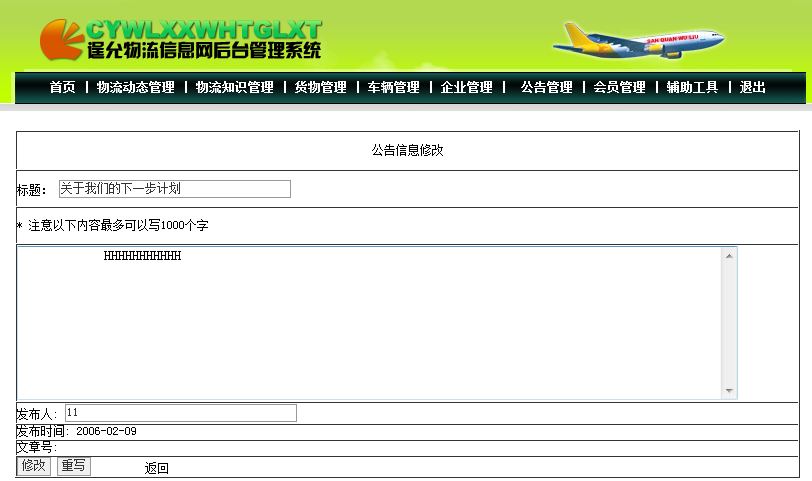 CYWLXXWHTGLXT
逞允物流信息网后台管理系统
SAN QUAN WU LIU
首页 | 物流动态管理 | 物流知识管理 | 货物管理 | 车辆管理 | 企业管理 | 公告管理 | 会员管理 | 辅助工具 | 退出
公告信息修改
标题： 关于我们的下一步计划
* 注意以下内容最多可以写1000个字
HHHHHHHHHHH
发布人: 11
发布时间: 2006-02-09
文章号:
修改 重写 返回